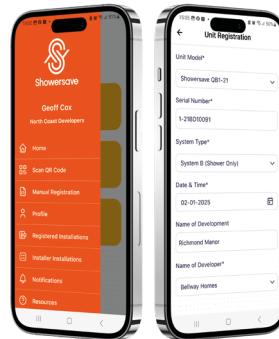 Showersave
Geoff Cox
North Coast Developers
Home
Scan QR Code
Manual Registration
Profile
Registered Installations
Installer Installations
Notifications
Resources
Unit Registration
Unit Model*
Showersave QB1-21
Serial Number*
1-218D10091
System Type*
System B (Shower Only)
Date & Time*
02-01-2025
Name of Development
Richmond Manor
Name of Developer*
Bellway Homes